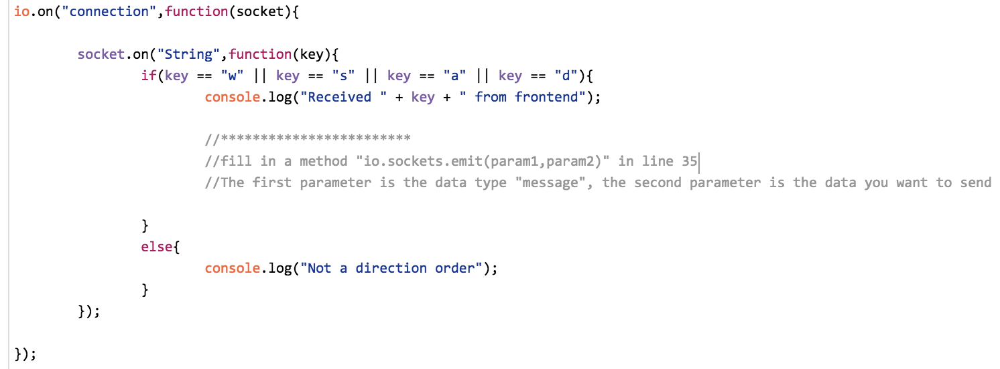 io.on("connection",function(socket){
socket.on("String",function(key){
if(key == "w" || key == "s" || key == "a" || key == "d"){
console.log("Received " + key + " from frontend");
//************************
//fill in a method "io.sockets.emit(param1,param2)" in line 35
//The first parameter is the data type "message", the second parameter is the data you want to send
}
else{
console.log("Not a direction order");
}
});
});